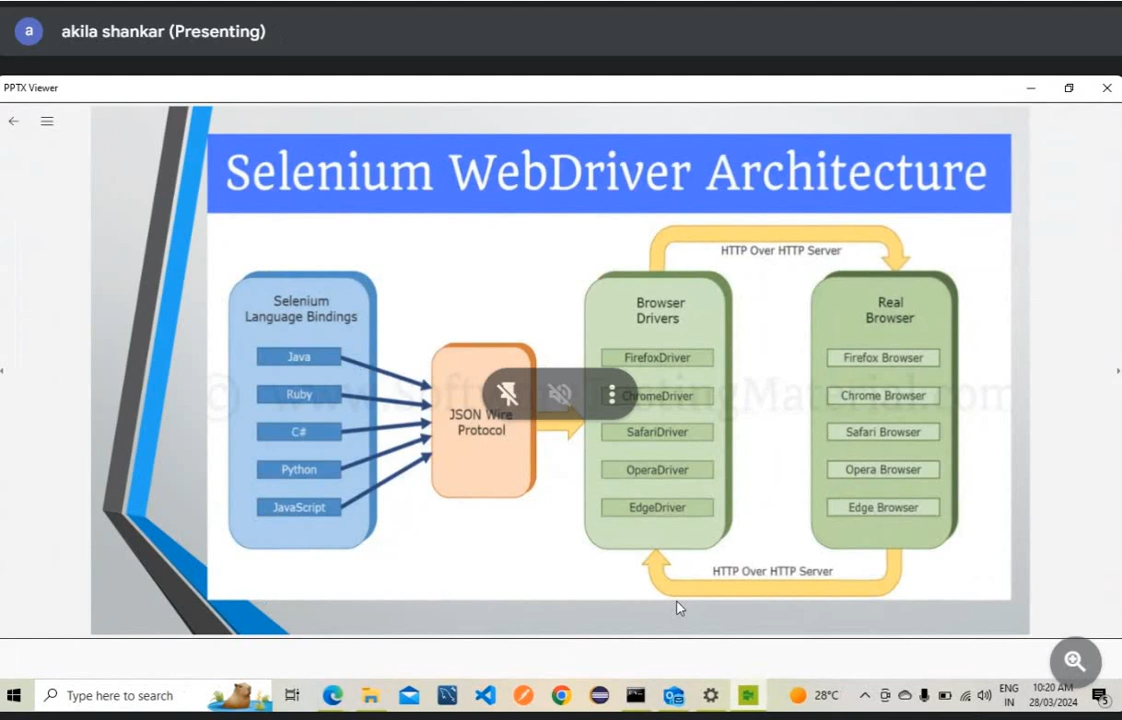 a
akila shankar (Presenting)
PPTX Viewer
Selenium WebDriver Architecture
HTTP Over HTTP Server
Selenium
Language Bindings
Java
Ruby
C#
Python
JavaScript
JSON Wire
Protocol
Browser
Drivers
FirefoxDriver
ChromeDriver
SafariDriver
OperaDriver
EdgeDriver
Real
Browser
Firefox Browser
Chrome Browser
Safari Browser
Opera Browser
Edge Browser
HTTP Over HTTP Server
Type here to search
28°C
ENG
IN
10:20 AM
28/03/2024
5